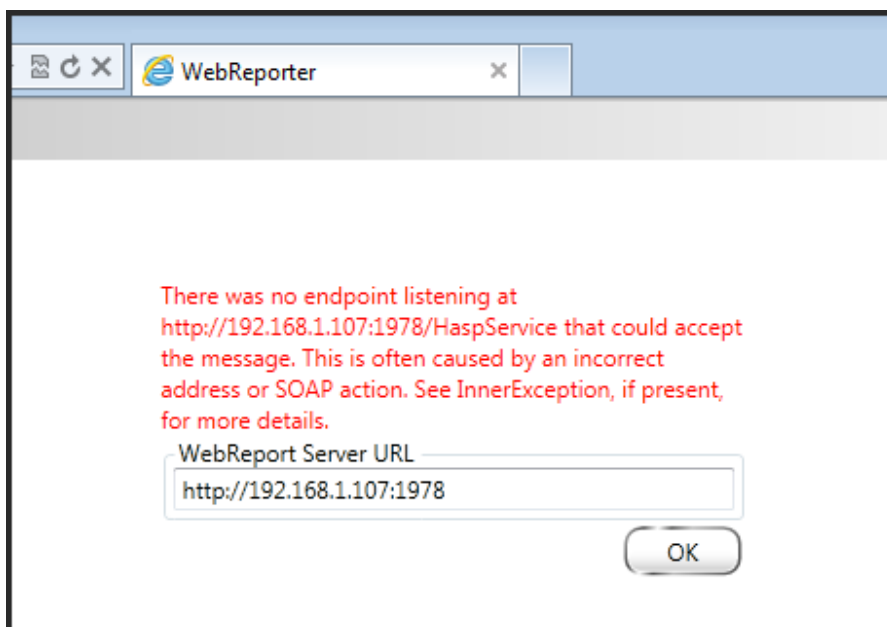 WebReporter
There was no endpoint listening at
http://192.168.1.107:1978/HaspService that could accept
the message. This is often caused by an incorrect
address or SOAP action. See InnerException, if present,
for more details.
WebReport Server URL
http://192.168.1.107:1978
OK